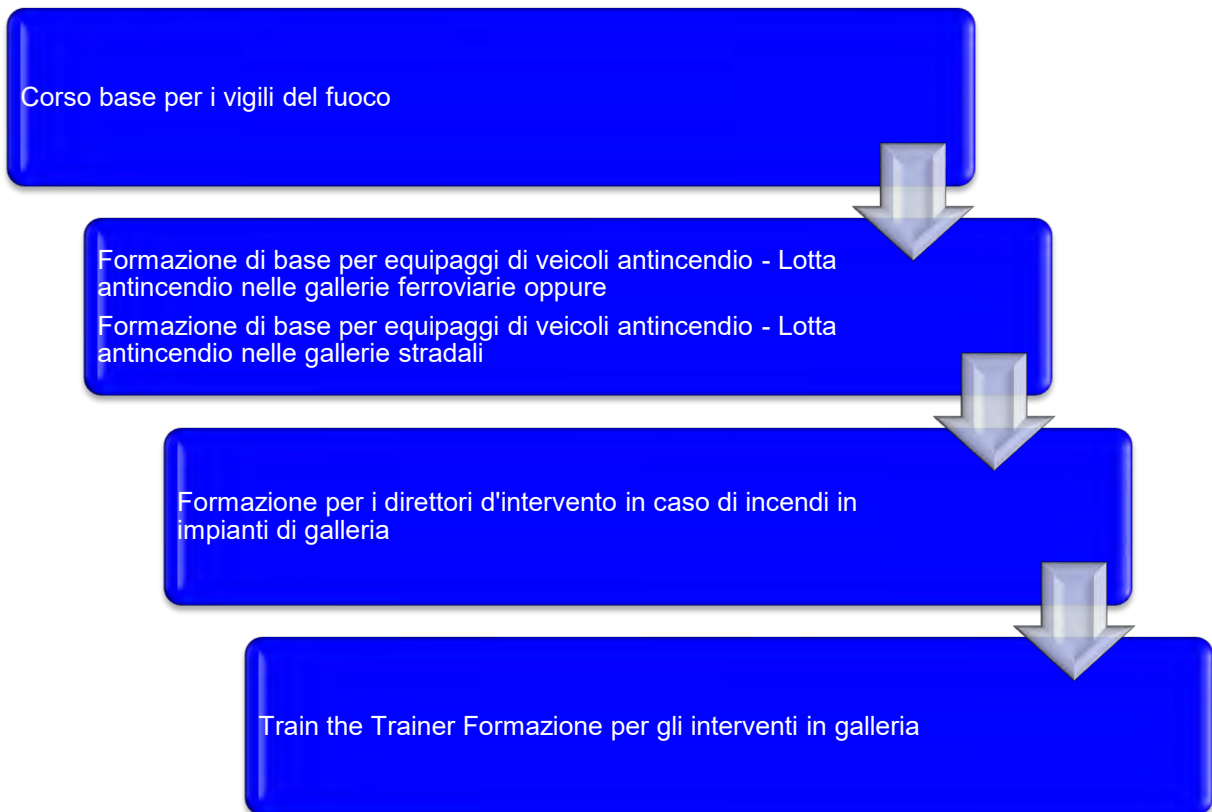 Corso base per i vigili del fuoco
Formazione di base per equipaggi di veicoli antincendio - Lotta
antincendio nelle gallerie ferroviarie oppure
Formazione di base per equipaggi di veicoli antincendio - Lotta
antincendio nelle gallerie stradali
Formazione per i direttori d'intervento in caso di incendi in
impianti di galleria
Train the Trainer Formazione per gli interventi in galleria